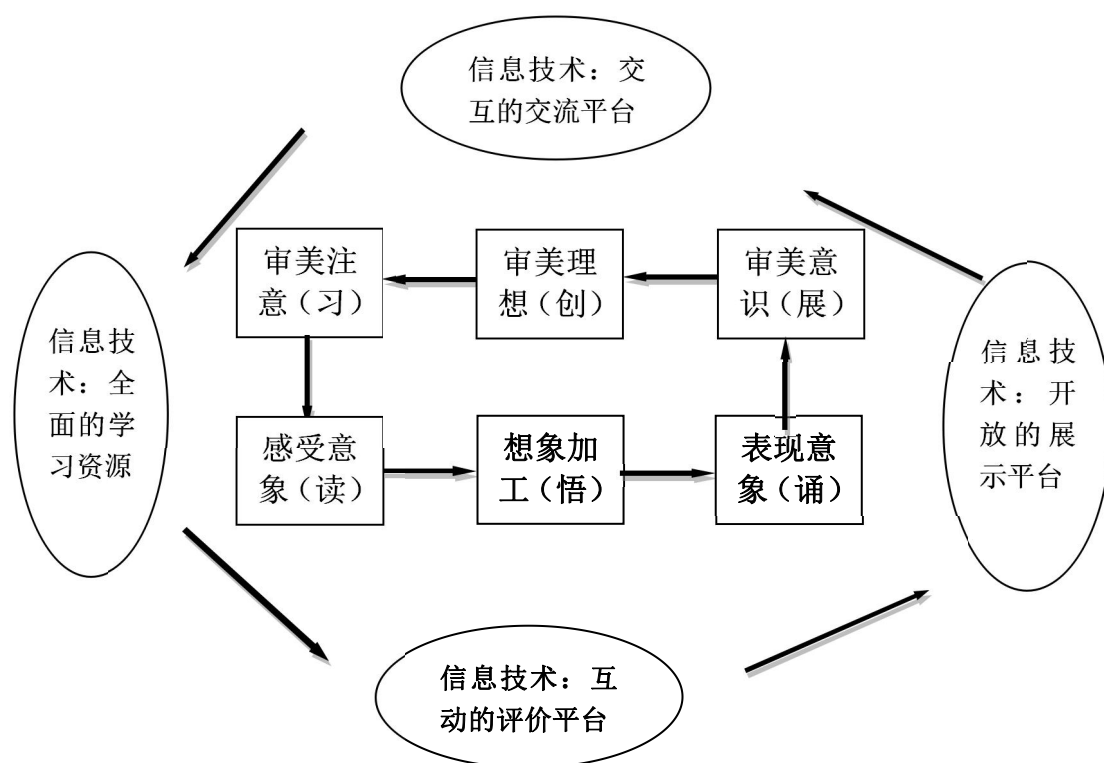 信息技术：交
互的交流平台
审美注
意（习）
审美理
想（创）
审美意
识（展）
信息技
术：全
面的学
习资源
信息技
术：开
放的展
示平台
感受意
象（读）
想象加
工（悟）
表现意
象（诵）
信息技术：互
动的评价平台